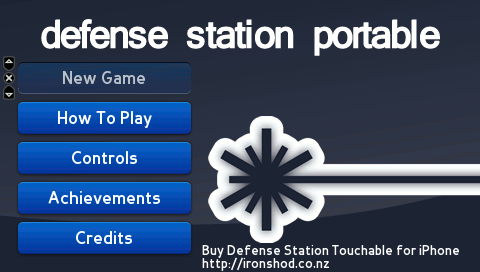 defense station portable
New Game
How To Play
Controls
Achievements
Credits
Buy Defense Station Touchable for iPhone
http://ironshod.co.nz